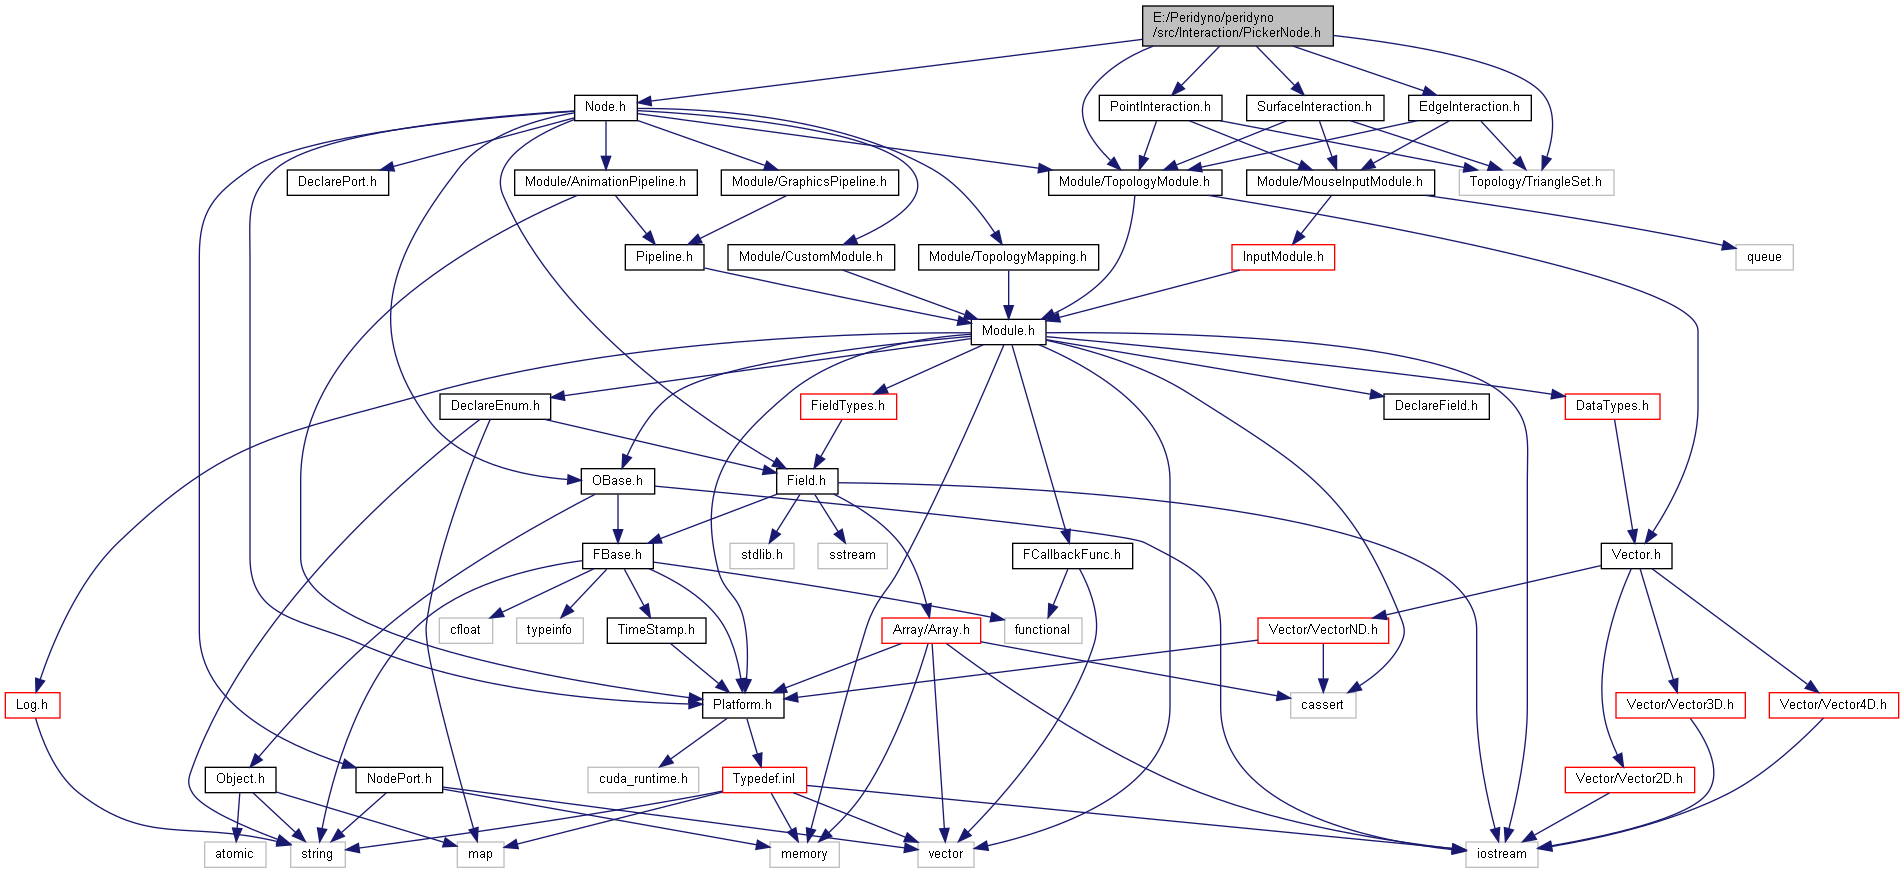 E:/Peridyno/peridyno
/src/Interaction/PickerNode.h
Node.h
PointInteraction.h
SurfaceInteraction.h
EdgeInteraction.h
DeclarePort.h
Module/AnimationPipeline.h
Module/GraphicsPipeline.h
Module/TopologyModule.h
Module/MouseInputModule.h
Topology/TriangleSet.h
Pipeline.h
Module/CustomModule.h
Module/TopologyMapping.h
InputModule.h
queue
Module.h
DeclareEnum.h
FieldTypes.h
DeclareField.h
DataTypes.h
OBase.h
Field.h
FBase.h
stdlib.h
sstream
FCallbackFunc.h
Vector.h
cfloat
typeinfo
TimeStamp.h
Array/Array.h
functional
Vector/VectorND.h
Log.h
Platform.h
cassert
Vector/Vector3D.h
Vector/Vector4D.h
Object.h
NodePort.h
cuda_runtime.h
Typedef.inl
Vector/Vector2D.h
atomic
string
map
memory
vector
iostream